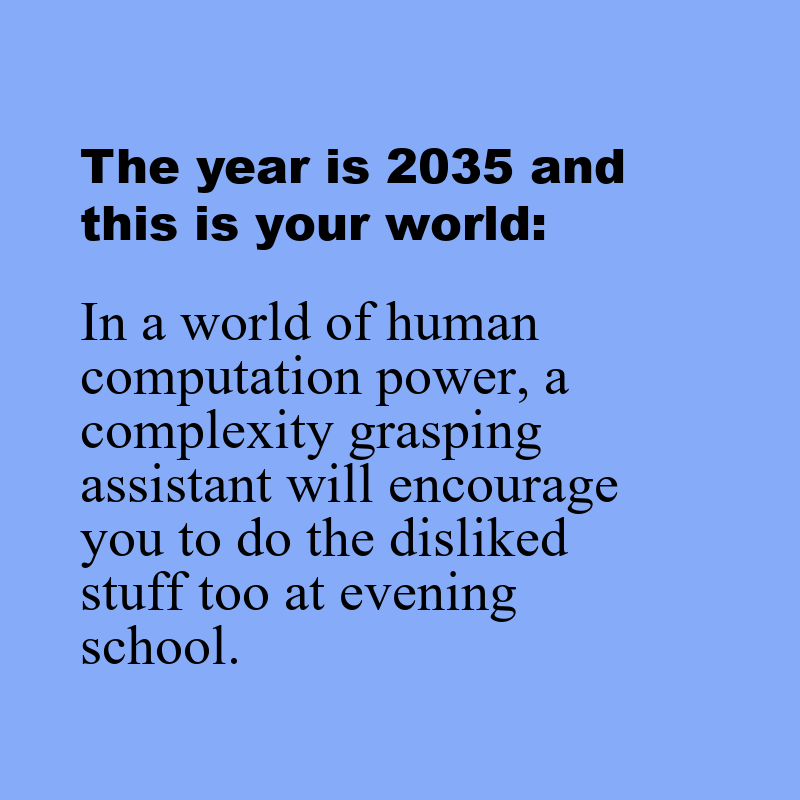 The year is 2035 and
this is your world:
In a world of human
computation power, a
complexity grasping
assistant will encourage
you to do the disliked
stuff too at evening
school.